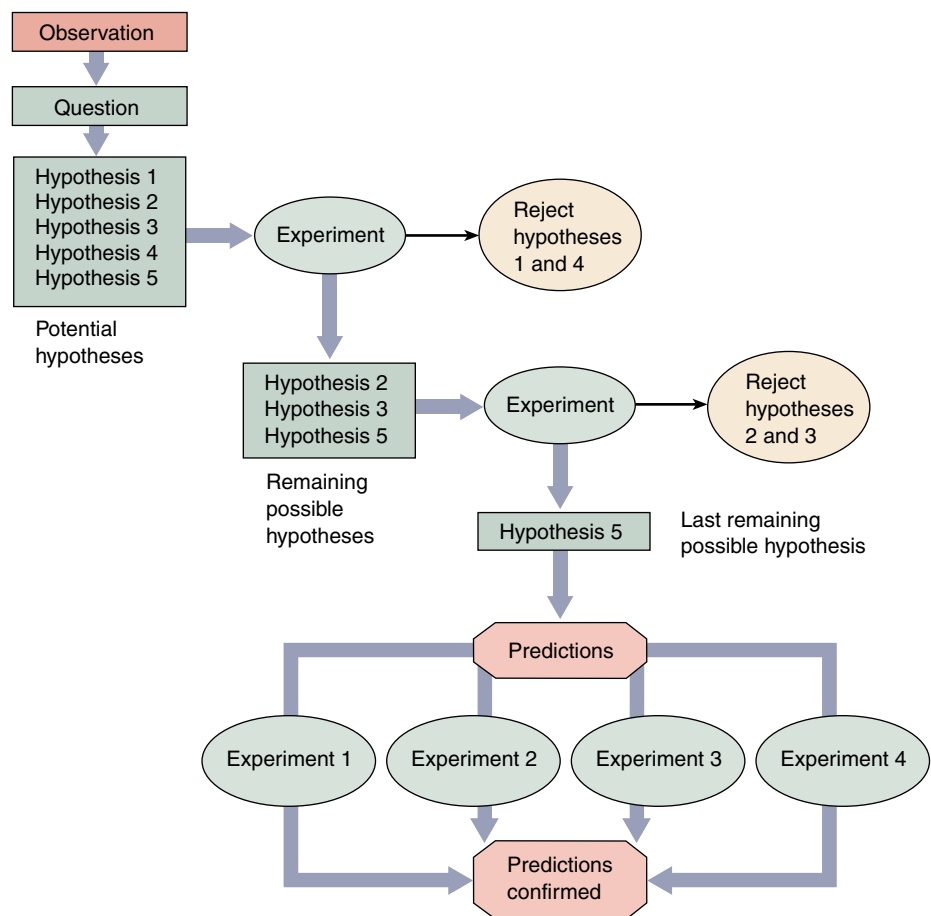 Observation
Question
Hypothesis 1
Hypothesis 2
Hypothesis 3
Hypothesis 4
Hypothesis 5
Potential
hypotheses
Experiment
Reject
hypotheses
1 and 4
Hypothesis 2
Hypothesis 3
Hypothesis 5
Remaining
possible
hypotheses
Experiment
Reject
hypotheses
2 and 3
Hypothesis 5
Last remaining
possible hypothesis
Predictions
Experiment 1
Experiment 2
Experiment 3
Experiment 4
Predictions
confirmed